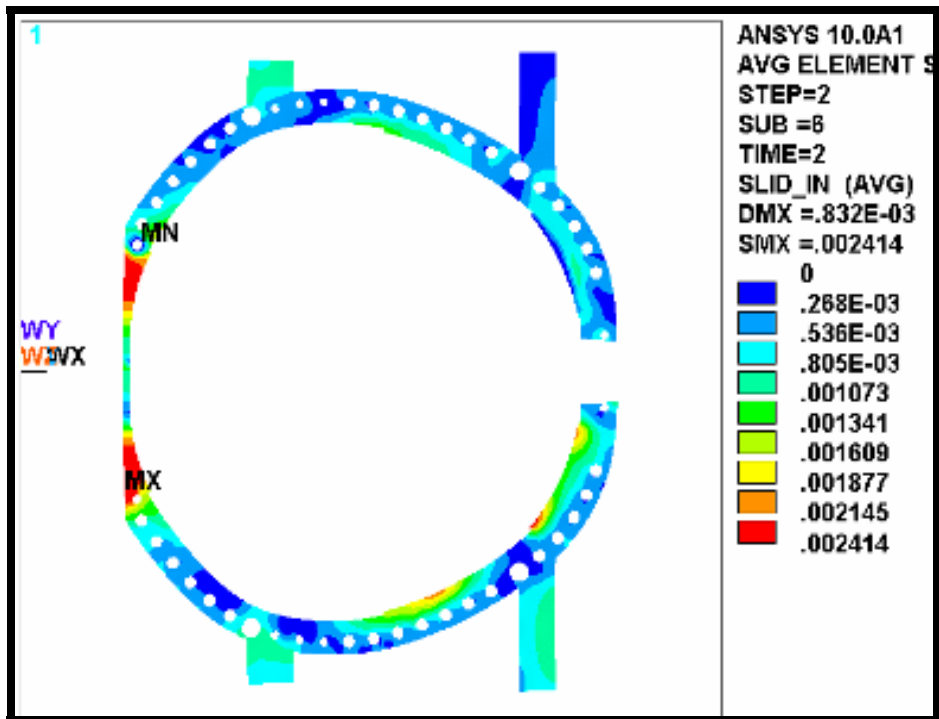 1
ANSYS 10.0A1
AVG ELEMENT S
STEP=2
SUB =6
TIME=2
SLID_IN (AVG)
DMX =.832E-03
SMX =.002414
0
.268E-03
.536E-03
.805E-03
.001073
.001341
.001609
.001877
.002145
.002414
MN
WY
WX
MX